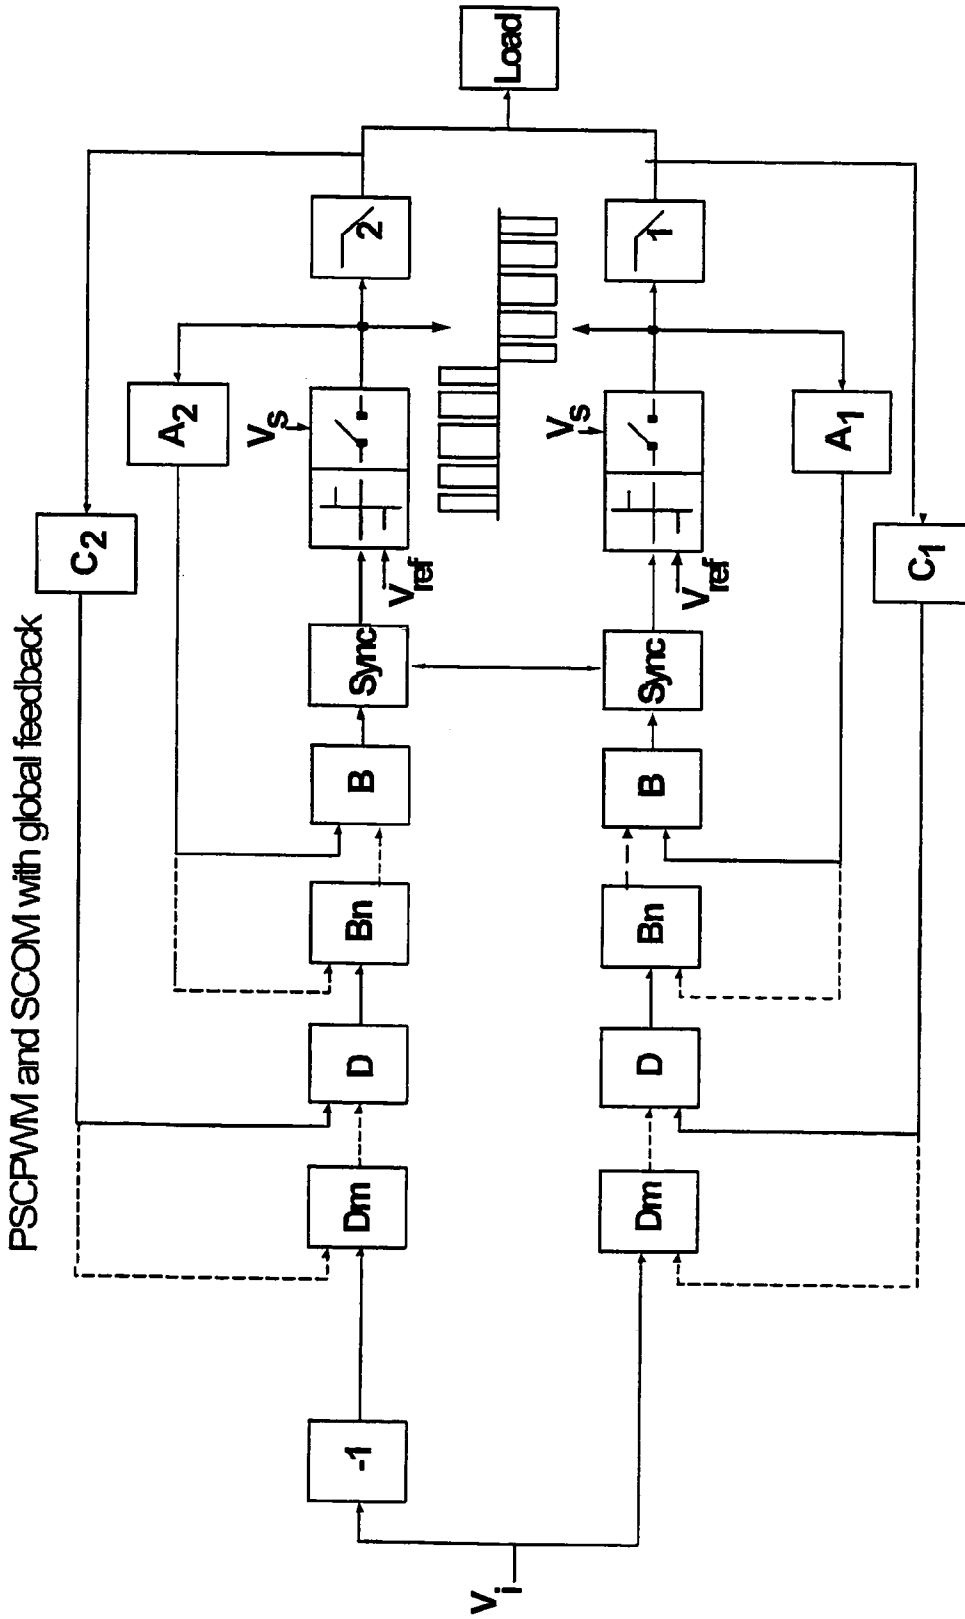 PSCPWM and SCOM with global feedback
C2
C1
A2
A1
Vi
-1
Dm
D
Bn
B
Sync
Vref
Vs
2
Load
Dm
D
Bn
B
Sync
Vref
Vs
1